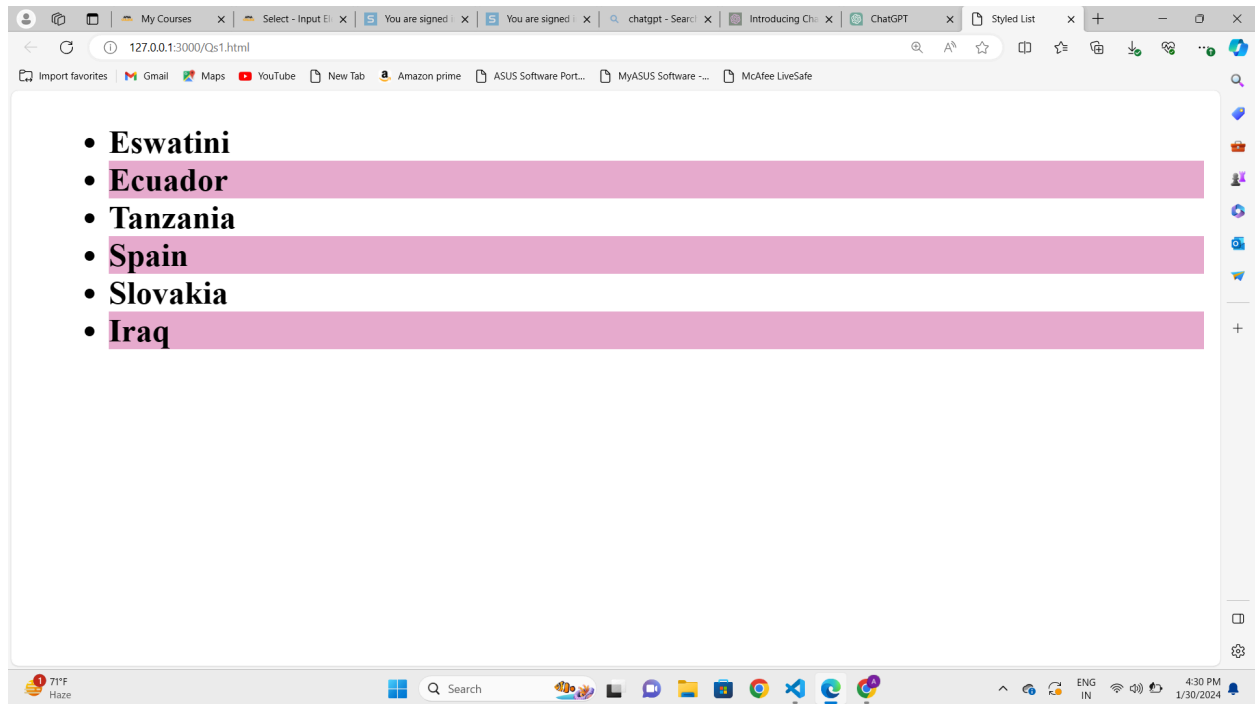 My Courses
Select - Input El
You are signed i
You are signed i
chatgpt - Searc
Introducing Cha
ChatGPT
Styled List
127.0.0.1:3000/Qs1.html
Import favorites
Gmail
Maps
YouTube
New Tab
Amazon prime
ASUS Software Port...
MyASUS Software -...
McAfee LiveSafe
• Eswatini
• Ecuador
• Tanzania
• Spain
• Slovakia
• Iraq
1
71°F
Haze
Search
ENG
IN
4:30 PM
1/30/2024